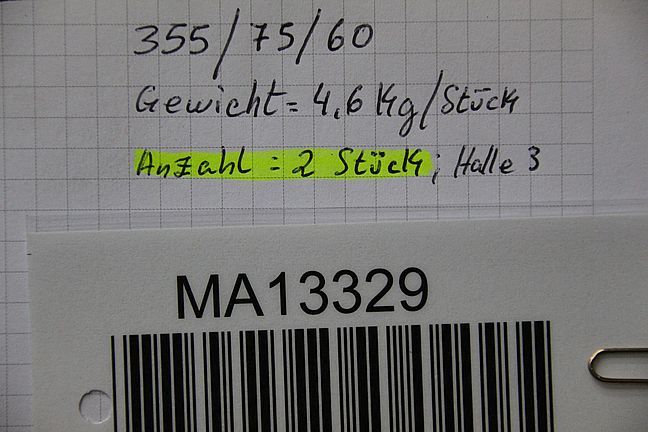 355/75/60
Gewicht = 4,6 Kg/Stück
Anzahl = 2 Stück; Halle 3
MA13329